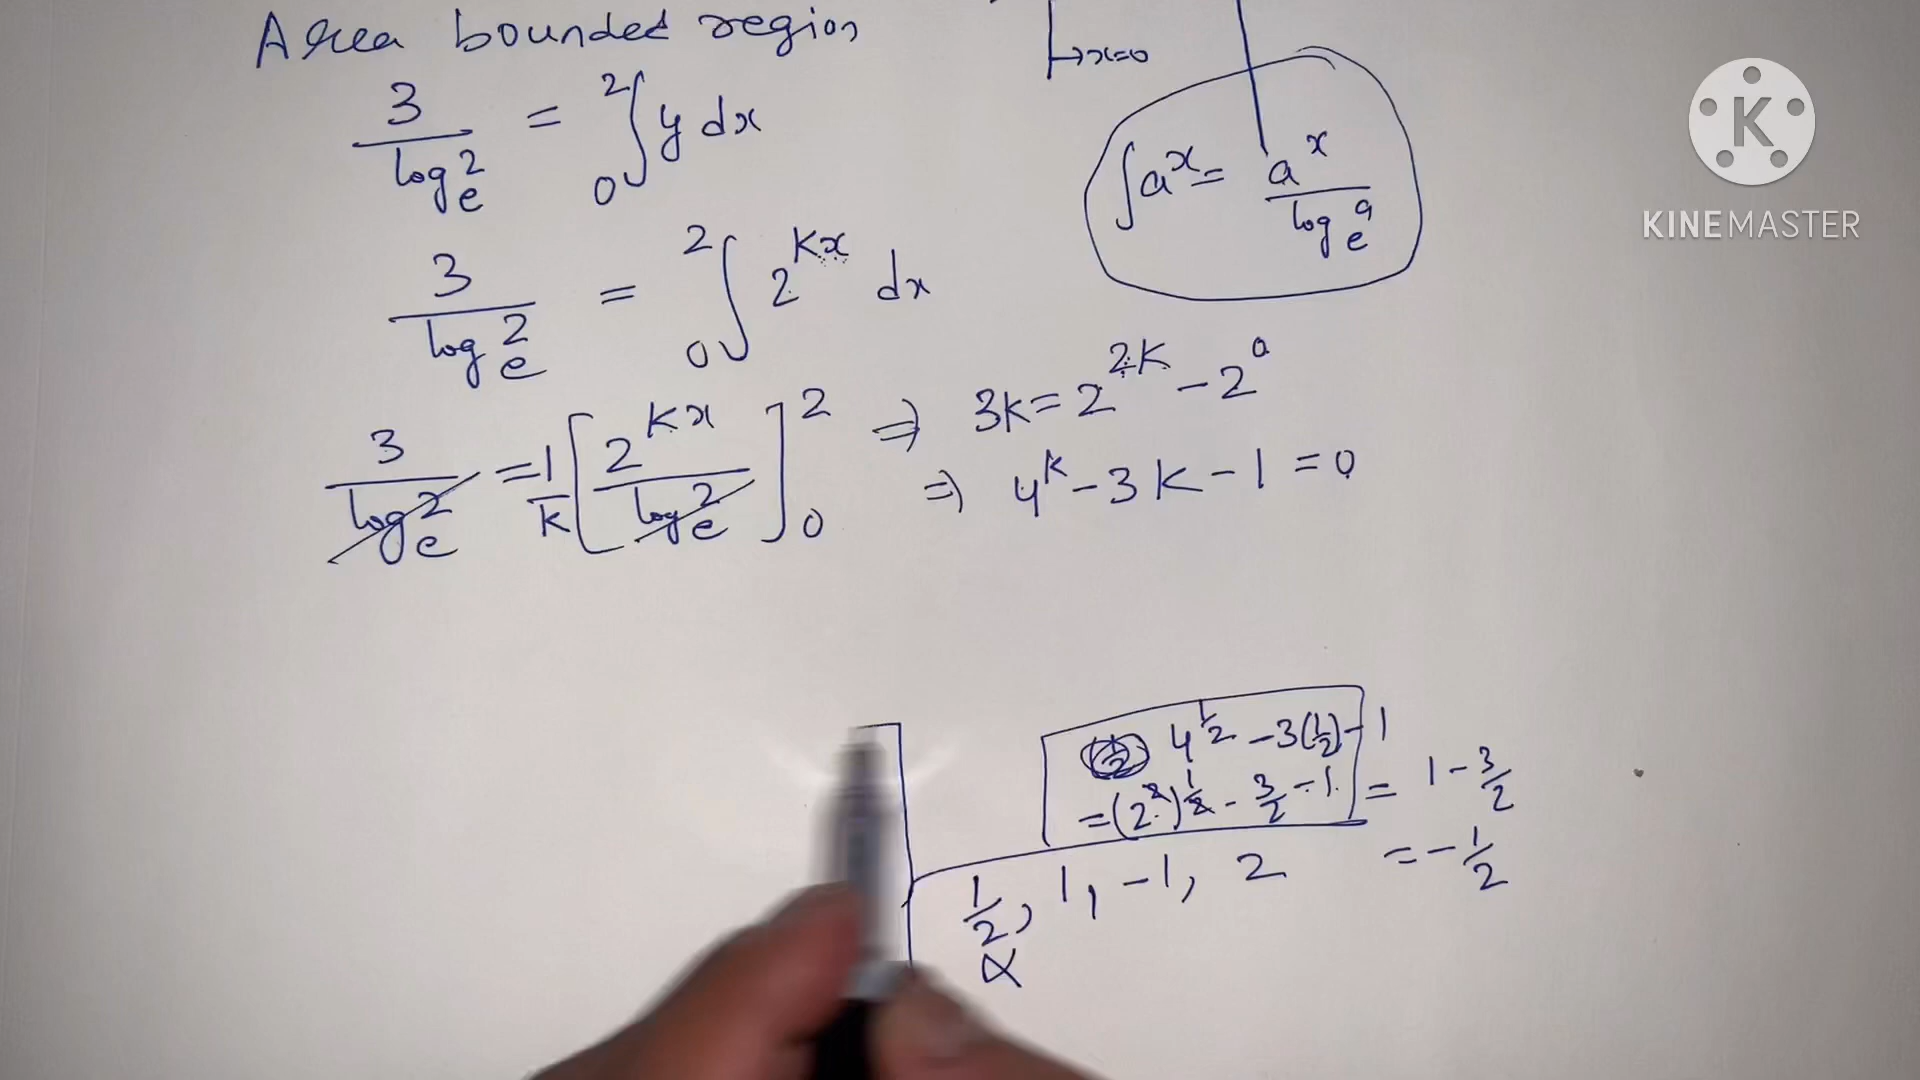 Area bounded region
x=0
3/log_e^2 = 2∫0 y dx
∫a^x = a^x/log_e^a
3/log_e^2 = 2∫0 2^Kx dx
3/log_e^2 = 1/K [2^Kx/log_e^2]_0^2 ⇒ 3k = 2^2K - 2^0
⇒ 4^k - 3K - 1 = 0
4^1/2 - 3(1/2) - 1
= (2^2)^1/2 - 3/2 - 1 = 1 - 3/2
= -1/2
1/2, 1, -1, 2
K
KINEMASTER